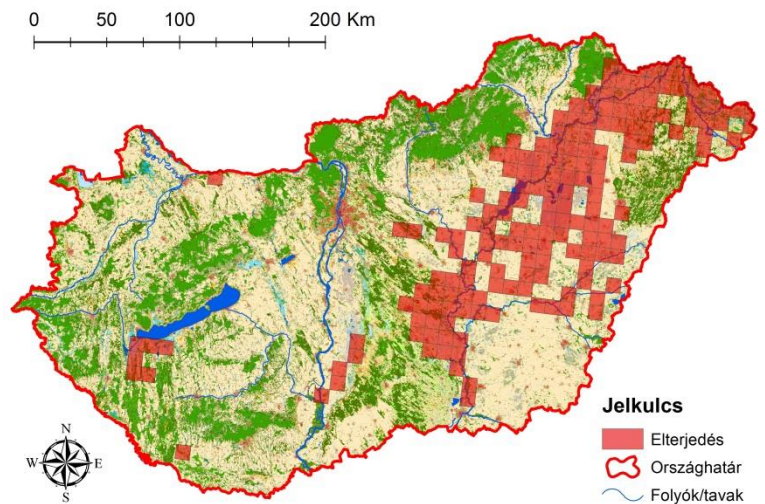 0 50 100 200 Km
Jelkulcs
Elterjedés
Országhatár
Folyók/tavak
N
W E
S